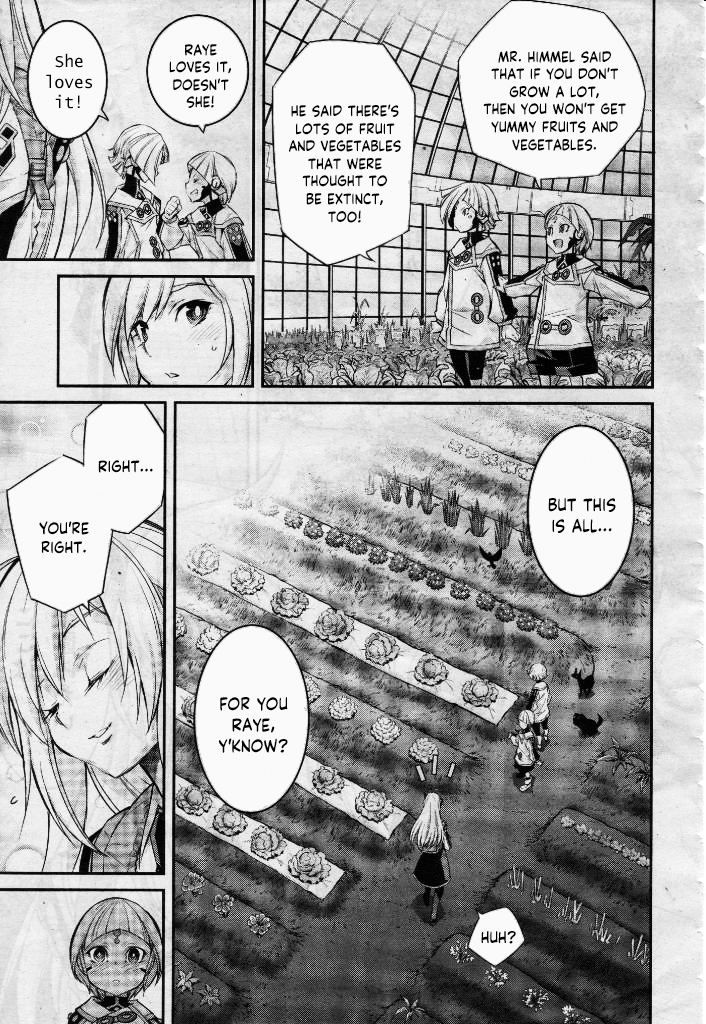 MR. HIMMEL SAID
THAT IF YOU DON'T
GROW A LOT,
THEN YOU WON'T GET
YUMMY FRUITS AND
VEGETABLES.
HE SAID THERE'S
LOTS OF FRUIT
AND VEGETABLES
THAT WERE
THOUGHT TO
BE EXTINCT,
TOO!
RAYE
LOVES IT,
DOESN'T
SHE!
She
loves
it!
BUT THIS
IS ALL...
FOR YOU
RAYE,
Y'KNOW?
HUH?
RIGHT...
YOU'RE
RIGHT.